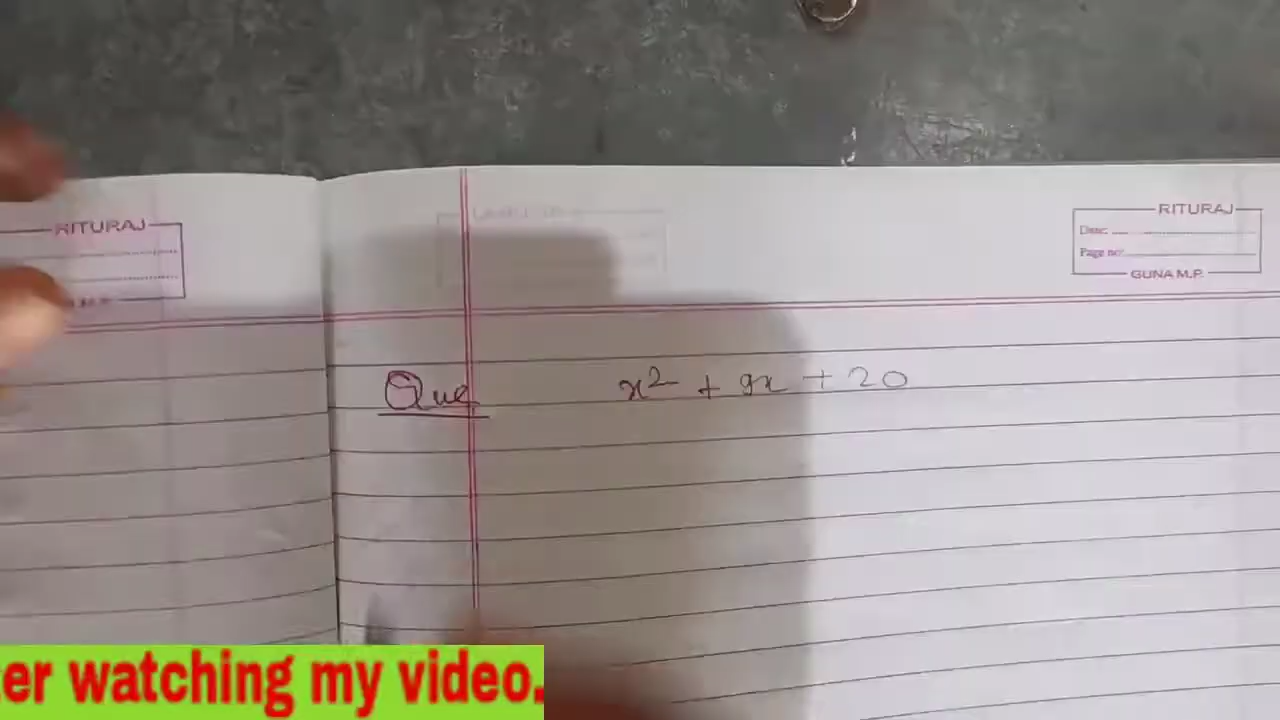 RITURAJ
RITURAJ
Date:
Page no:
GUNA M.P.
Que x² + 9x + 20
er watching my video.